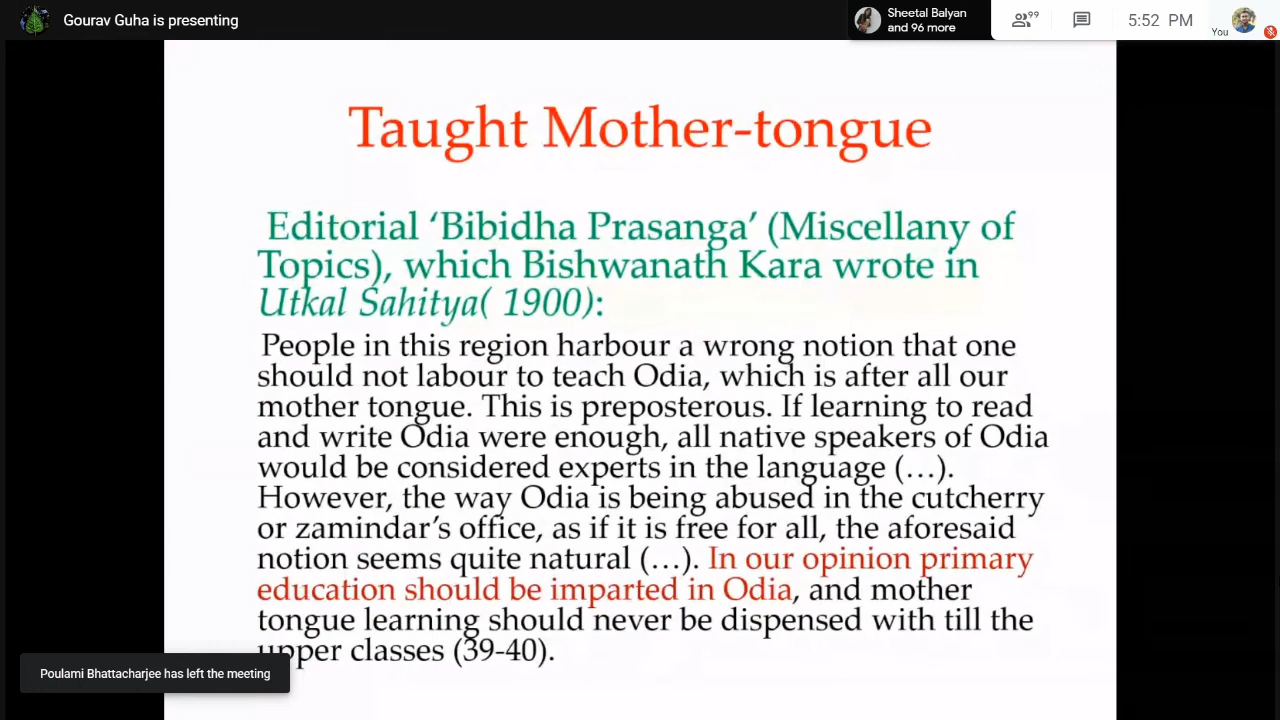 Gourav Guha is presenting
Sheetal Balyan
and 96 more
99
5:52 PM
You
Taught Mother-tongue
Editorial ‘Bibidha Prasanga’ (Miscellany of
Topics), which Bishwanath Kara wrote in
Utkal Sahitya( 1900):
People in this region harbour a wrong notion that one
should not labour to teach Odia, which is after all our
mother tongue. This is preposterous. If learning to read
and write Odia were enough, all native speakers of Odia
would be considered experts in the language (…).
However, the way Odia is being abused in the cutcherry
or zamindar’s office, as if it is free for all, the aforesaid
notion seems quite natural (…). In our opinion primary
education should be imparted in Odia, and mother
tongue learning should never be dispensed with till the
upper classes (39-40).
Poulami Bhattacharjee has left the meeting